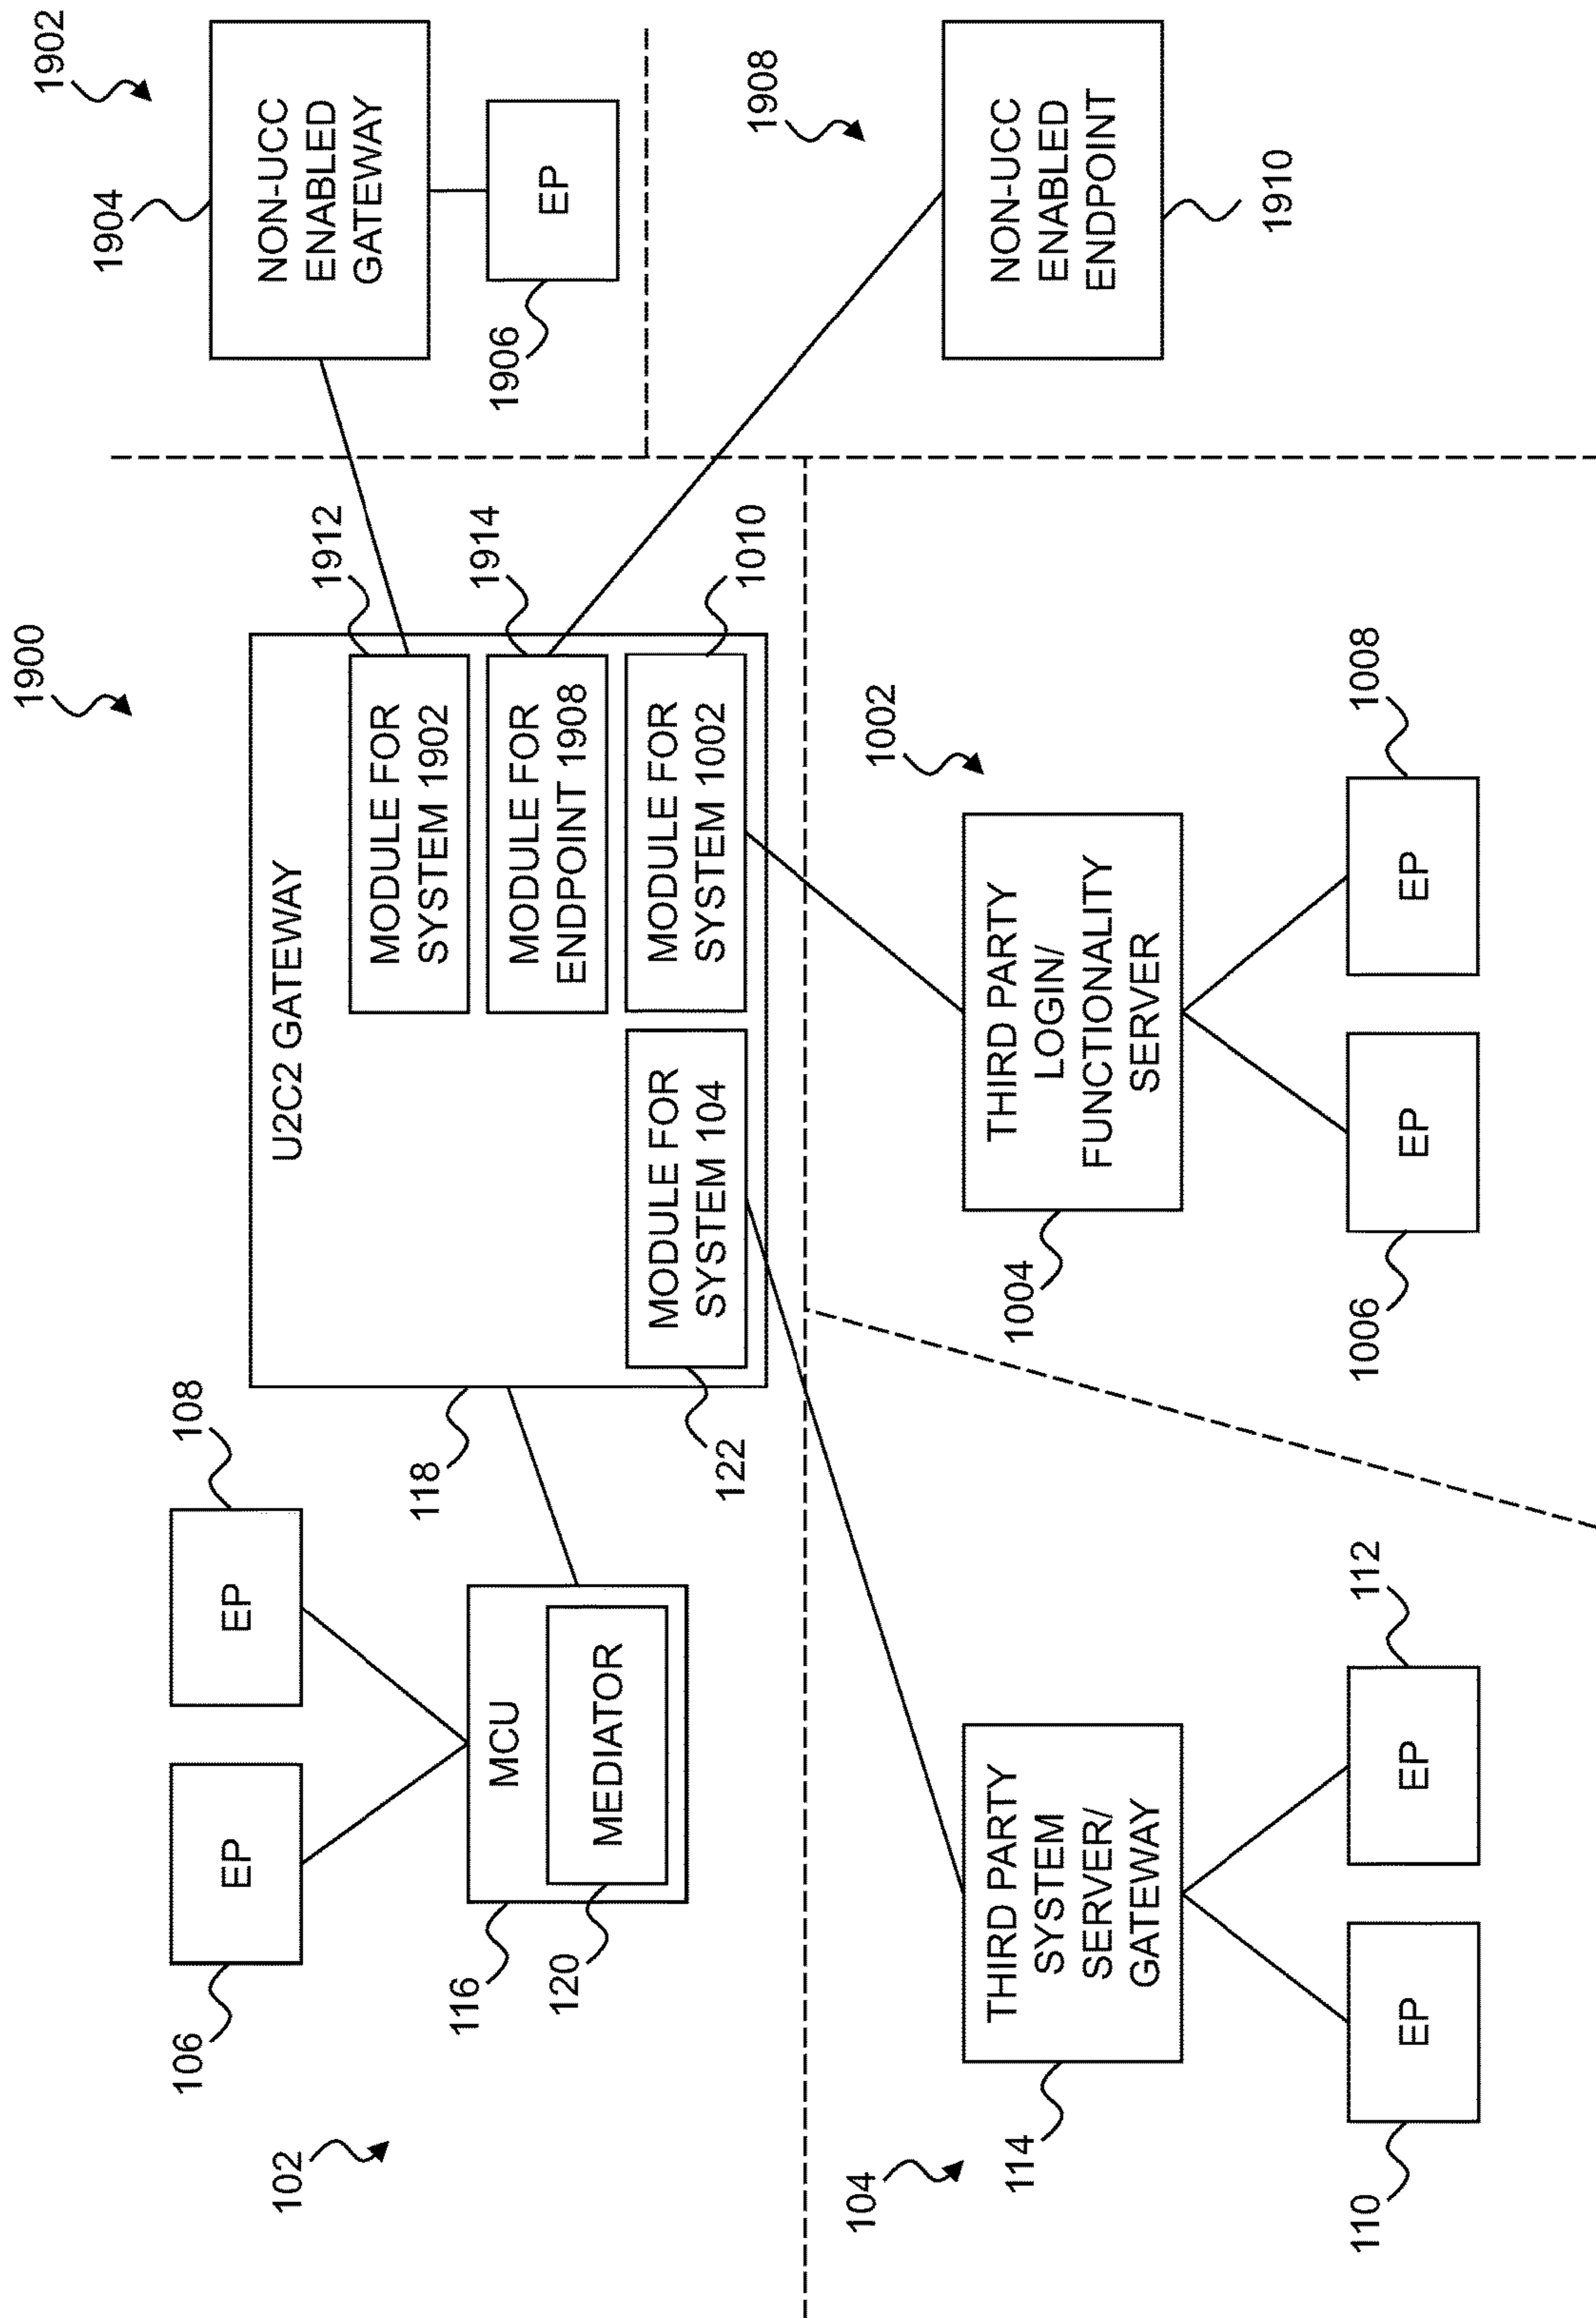 1900
102
106
EP
108
EP
116
MCU
120
MEDIATOR
118
U2C2 GATEWAY
122
MODULE FOR
SYSTEM 104
MODULE FOR
SYSTEM 1902
1912
MODULE FOR
ENDPOINT 1908
1914
MODULE FOR
SYSTEM 1002
1010
1902
1904
NON-UCC
ENABLED
GATEWAY
1906
EP
1908
NON-UCC
ENABLED
ENDPOINT
1910
104
114
THIRD PARTY
SYSTEM
SERVER/
GATEWAY
110
EP
112
EP
1002
1004
THIRD PARTY
LOGIN/
FUNCTIONALITY
SERVER
1006
EP
1008
EP